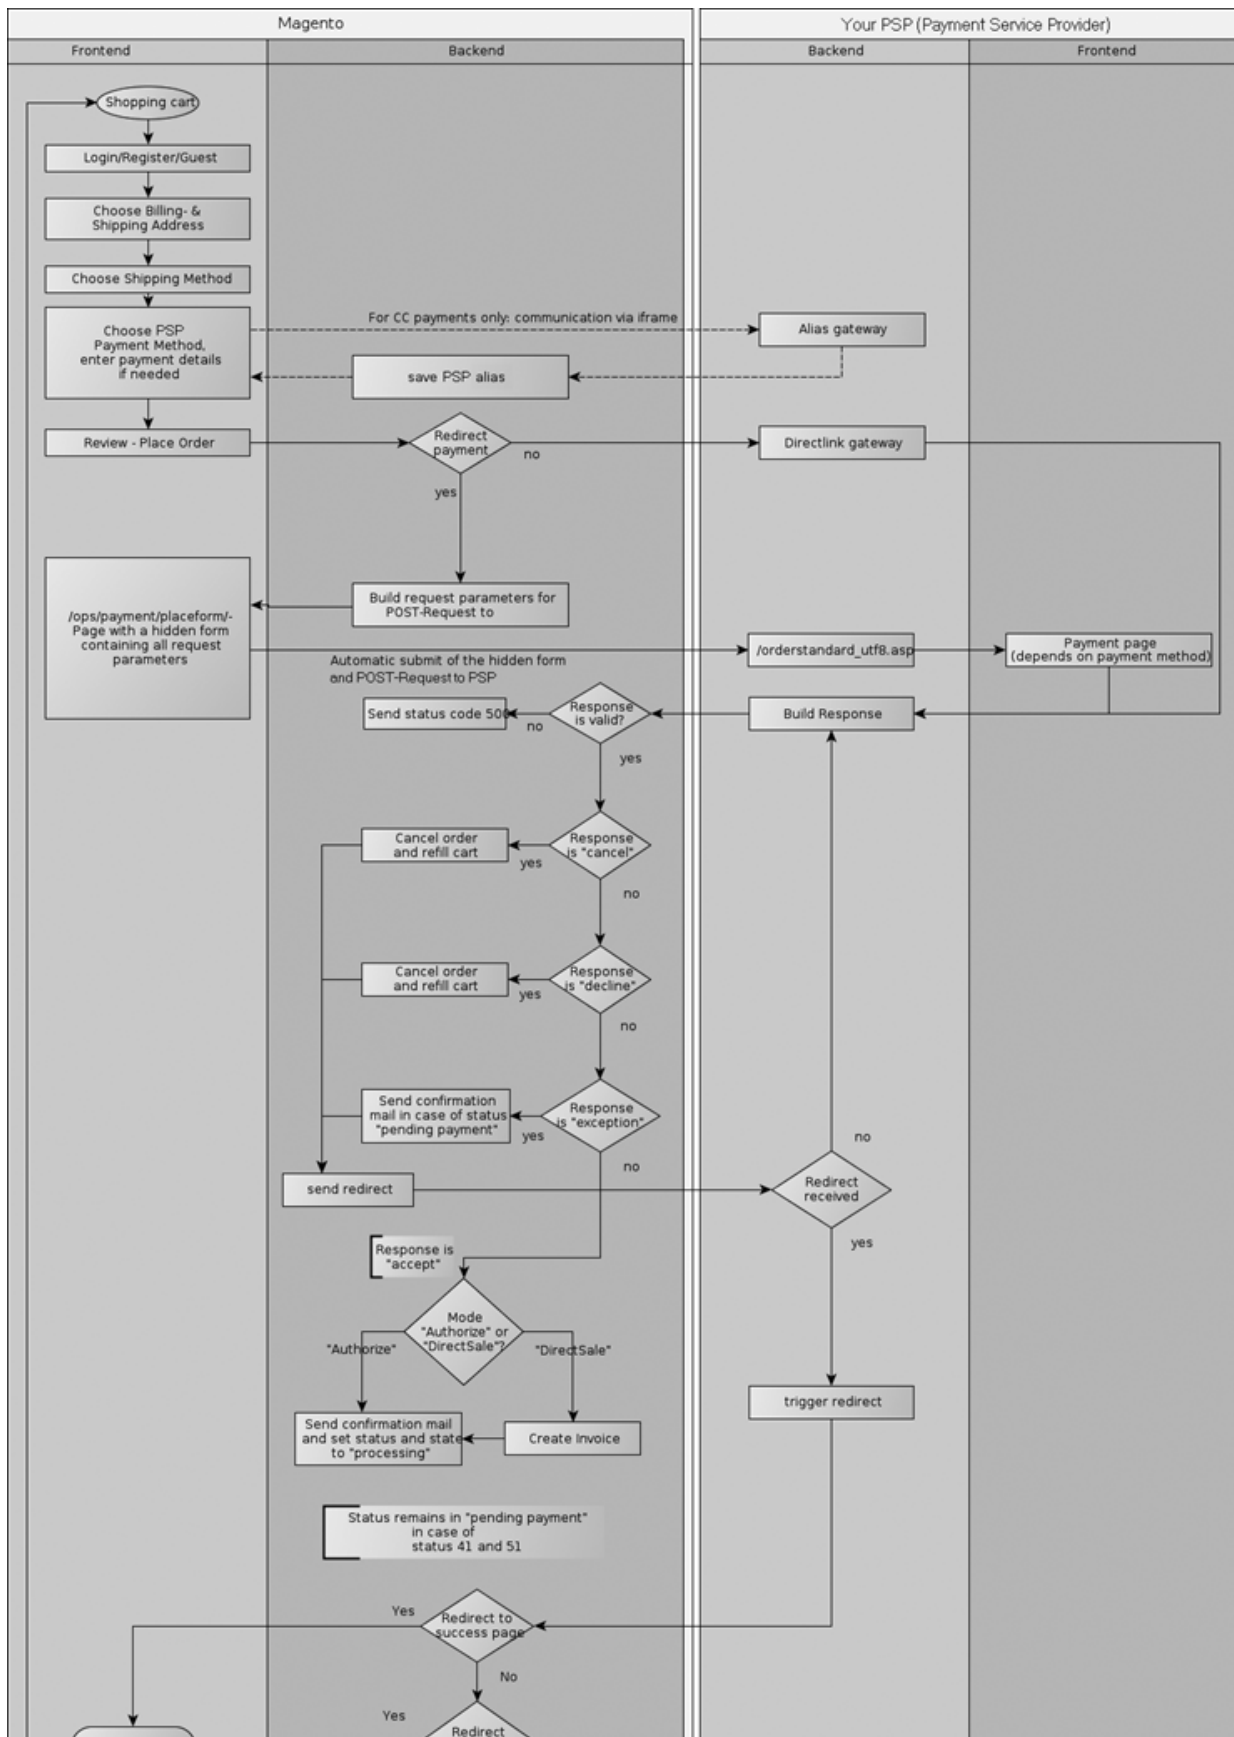 Magento
Your PSP (Payment Service Provider)
Frontend
Backend
Backend
Frontend
Shopping cart
Login/Register/Guest
Choose Billing- &
Shipping Address
Choose Shipping Method
For CC payments only: communication via iframe
Choose PSP
Payment Method,
enter payment details
if needed
Alias gateway
save PSP alias
Review - Place Order
Redirect
payment
no
Directlink gateway
yes
Build request parameters for
POST-Request to
/ops/payment/placeform/-
Page with a hidden form
containing all request
parameters
/orderstandard_utf8.asp
Payment page
(depends on payment method)
Automatic submit of the hidden form
and POST-Request to PSP
Send status code 500
no
Response
is valid?
Build Response
yes
Cancel order
and refill cart
yes
Response
is "cancel"
no
Cancel order
and refill cart
yes
Response
is "decline"
no
Send confirmation
mail in case of status
"pending payment"
yes
Response
is "exception"
no
no
send redirect
Redirect
received
yes
Response is
"accept"
Mode
"Authorize" or
"DirectSale"?
"Authorize"
"DirectSale"
trigger redirect
Send confirmation mail
and set status and state
to "processing"
Create Invoice
Status remains in "pending payment"
in case of
status 41 and 51
Yes
Redirect to
success page
No
Yes
Redirect